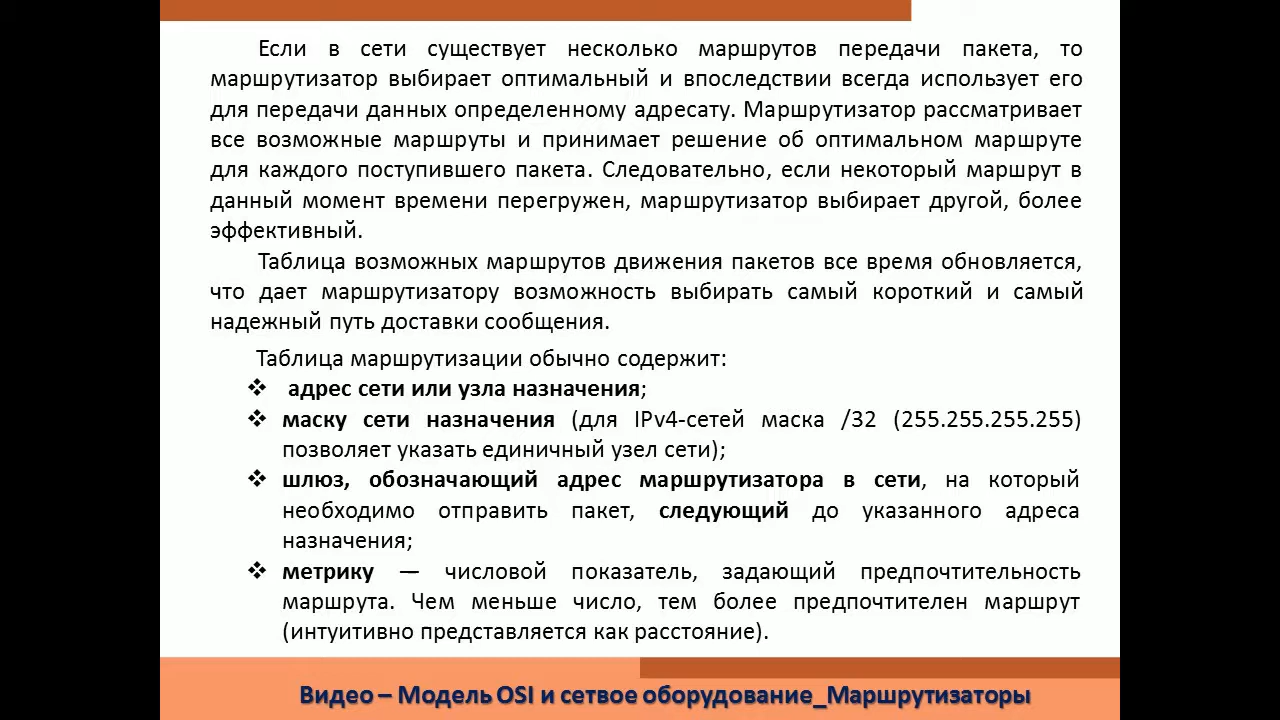 Если в сети существует несколько маршрутов передачи пакета, то
маршрутизатор выбирает оптимальный и впоследствии всегда использует его
для передачи данных определенному адресату. Маршрутизатор рассматривает
все возможные маршруты и принимает решение об оптимальном маршруте
для каждого поступившего пакета. Следовательно, если некоторый маршрут в
данный момент времени перегружен, маршрутизатор выбирает другой, более
эффективный.
Таблица возможных маршрутов движения пакетов все время обновляется,
что дает маршрутизатору возможность выбирать самый короткий и самый
надежный путь доставки сообщения.
Таблица маршрутизации обычно содержит:
❖ адрес сети или узла назначения;
❖ маску сети назначения (для IPv4-сетей маска /32 (255.255.255.255)
позволяет указать единичный узел сети);
❖ шлюз, обозначающий адрес маршрутизатора в сети, на который
необходимо отправить пакет, следующий до указанного адреса
назначения;
❖ метрику — числовой показатель, задающий предпочтительность
маршрута. Чем меньше число, тем более предпочтителен маршрут
(интуитивно представляется как расстояние).
Видео – Модель OSI и сетвое оборудование_Маршрутизаторы